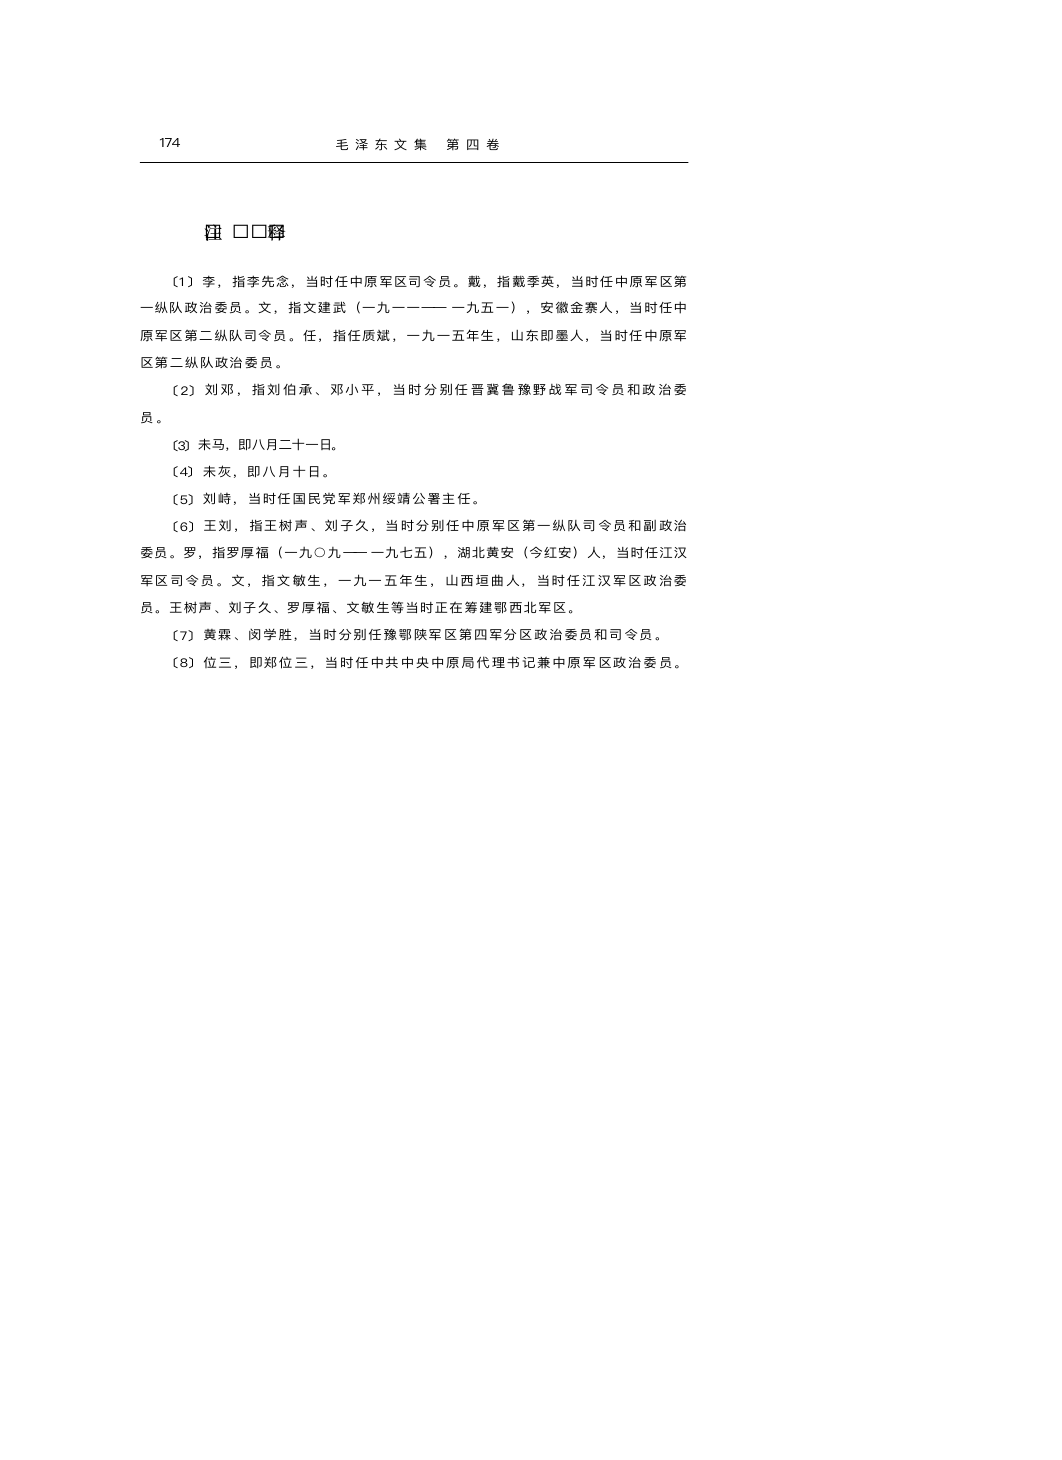 174
毛泽东文集 第四卷
注 □□释
〔1〕李，指李先念，当时任中原军区司令员。戴，指戴季英，当时任中原军区第
一纵队政治委员。文，指文建武（一九一一——一九五一），安徽金寨人，当时任中
原军区第二纵队司令员。任，指任质斌，一九一五年生，山东即墨人，当时任中原军
区第二纵队政治委员。
〔2〕刘邓，指刘伯承、邓小平，当时分别任晋冀鲁豫野战军司令员和政治委
员。
〔3〕未马，即八月二十一日。
〔4〕未灰，即八月十日。
〔5〕刘峙，当时任国民党军郑州绥靖公署主任。
〔6〕王刘，指王树声、刘子久，当时分别任中原军区第一纵队司令员和副政治
委员。罗，指罗厚福（一九〇九——一九七五），湖北黄安（今红安）人，当时任江汉
军区司令员。文，指文敏生，一九一五年生，山西垣曲人，当时任江汉军区政治委
员。王树声、刘子久、罗厚福、文敏生等当时正在筹建鄂西北军区。
〔7〕黄霖、闵学胜，当时分别任豫鄂陕军区第四军分区政治委员和司令员。
〔8〕位三，即郑位三，当时任中共中央中原局代理书记兼中原军区政治委员。